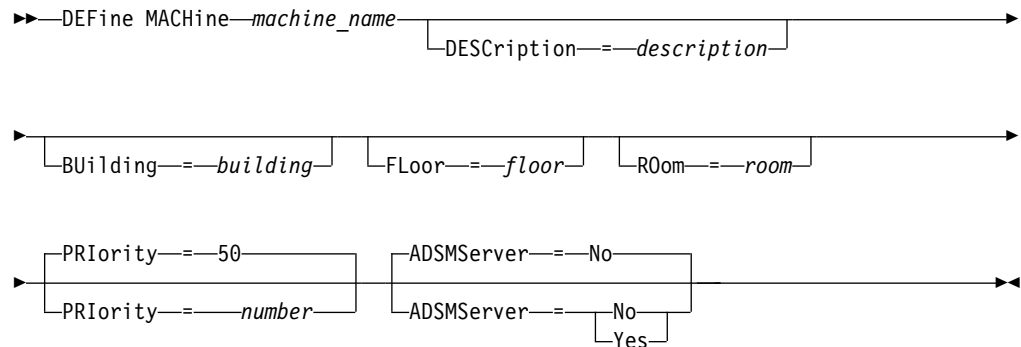 DEFine MACHine machine_name
DESCription = description
BUilding = building FLoor = floor ROom = room
PRIority = 50 ADSMServer = No
PRIority = number ADSMServer = No
Yes